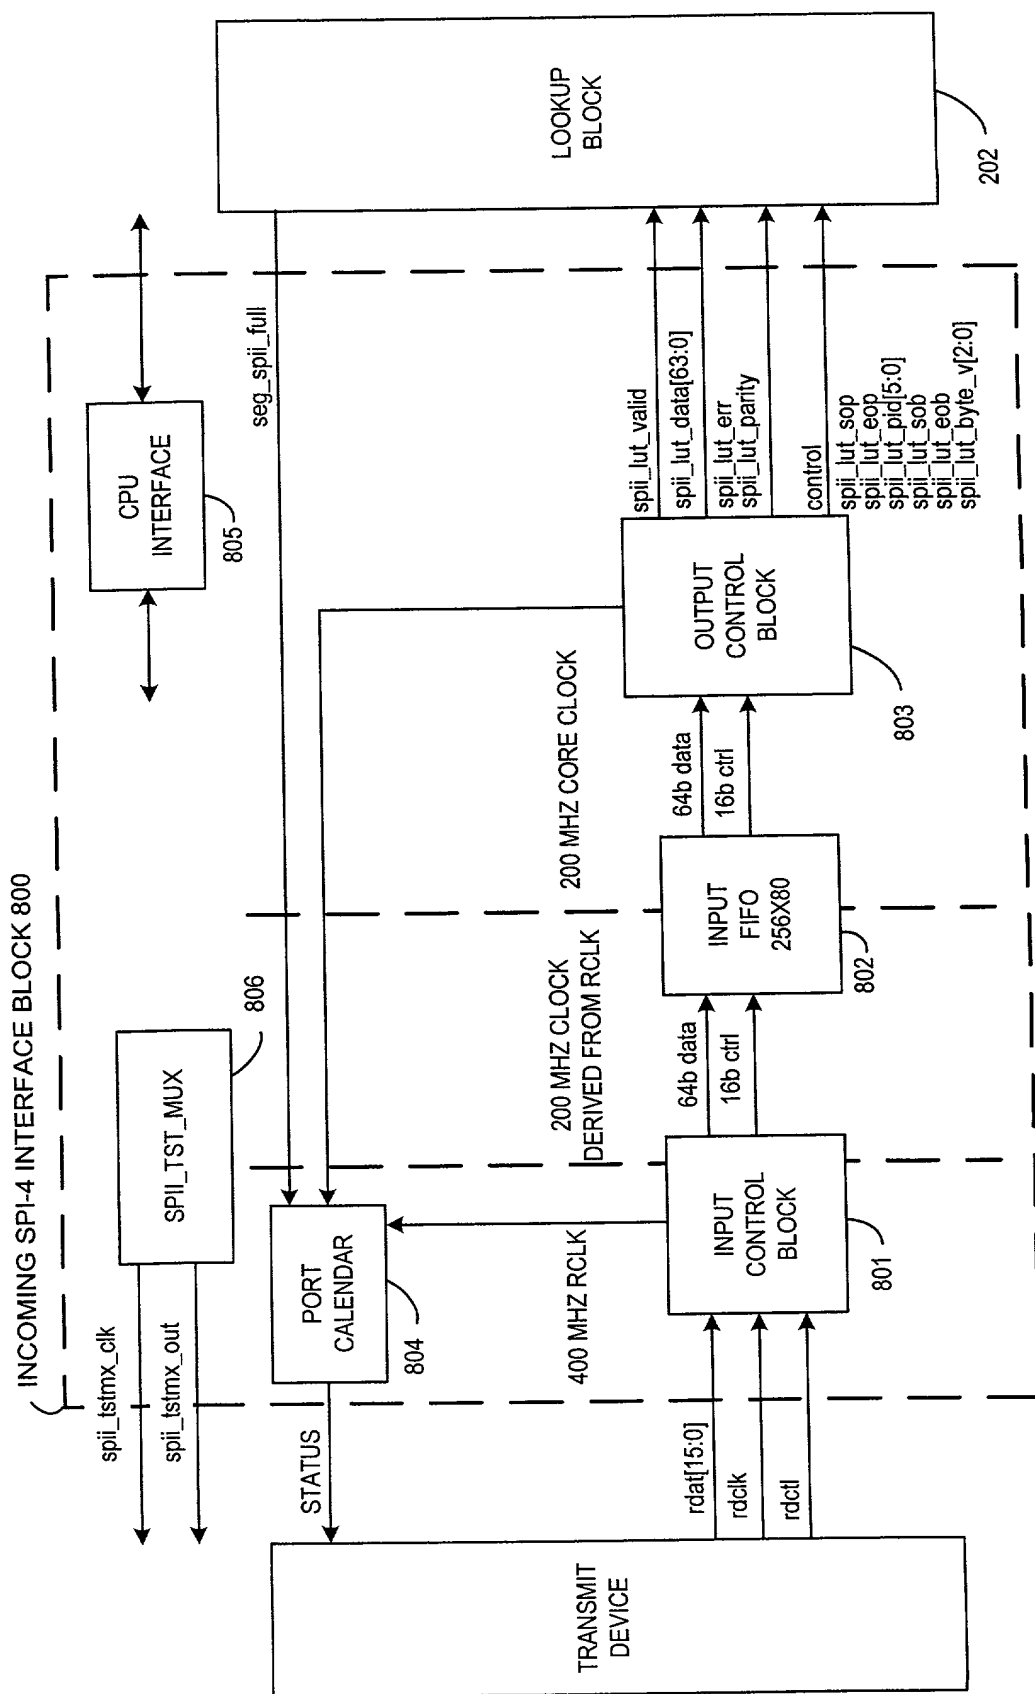 INCOMING SPI-4 INTERFACE BLOCK 800
spii_tstmx_clk
spii_tstmx_out
SPII_TST_MUX
806
CPU
INTERFACE
805
seg_spii_full
STATUS
PORT
CALENDAR
804
400 MHZ RCLK
200 MHZ CLOCK
DERIVED FROM RCLK
200 MHZ CORE CLOCK
TRANSMIT
DEVICE
rdat[15:0]
rdclk
rdctl
INPUT
CONTROL
BLOCK
801
64b data
16b ctrl
INPUT
FIFO
256X80
802
64b data
16b ctrl
OUTPUT
CONTROL
BLOCK
803
spii_lut_valid
spii_lut_data[63:0]
spii_lut_err
spii_lut_parity
control
spii_lut_sop
spii_lut_eop
spii_lut_pid[5:0]
spii_lut_sob
spii_lut_eob
spii_lut_byte_v[2:0]
LOOKUP
BLOCK
202